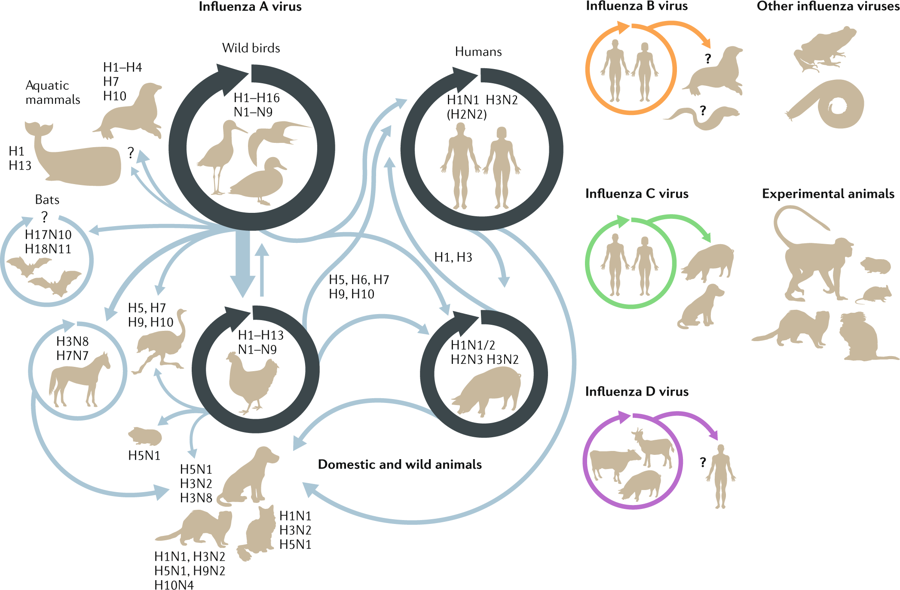 Influenza A virus
Wild birds
H1–H16
N1–N9
Humans
H1N1 H3N2
(H2N2)
Aquatic
mammals
H1–H4
H7
H10
H1
H13
?
Bats
?
H17N10
H18N11
H5, H7
H9, H10
H3N8
H7N7
H1–H13
N1–N9
H5, H6, H7
H9, H10
H1, H3
H1N1/2
H2N3 H3N2
H5N1
H5N1
H3N2
H3N8
Domestic and wild animals
H1N1
H3N2
H5N1
H1N1, H3N2
H5N1, H9N2
H10N4
Influenza B virus
?
?
Other influenza viruses
Influenza C virus
Experimental animals
Influenza D virus
?